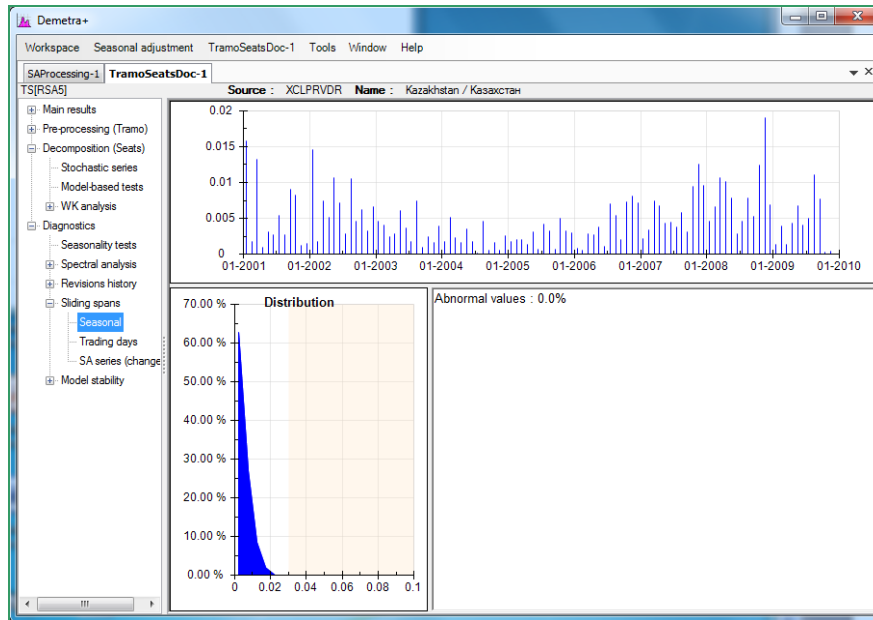 Demetra+
Workspace Seasonal adjustment TramoSeatsDoc-1 Tools Window Help
SAProcessing-1 TramoSeatsDoc-1
TS[RSA5] Source : XCLPRVDR Name : Kazakhstan / Казахстан
Main results
Pre-processing (Tramo)
Decomposition (Seats)
Stochastic series
Model-based tests
WK analysis
Diagnostics
Seasonality tests
Spectral analysis
Revisions history
Sliding spans
Seasonal
Trading days
SA series (change
Model stability
0.02
0.015
0.01
0.005
0
01-2001 01-2002 01-2003 01-2004 01-2005 01-2006 01-2007 01-2008 01-2009 01-2010
Distribution
70.00 %
60.00 %
50.00 %
40.00 %
30.00 %
20.00 %
10.00 %
0.00 %
0 0.02 0.04 0.06 0.08 0.1
Abnormal values : 0.0%